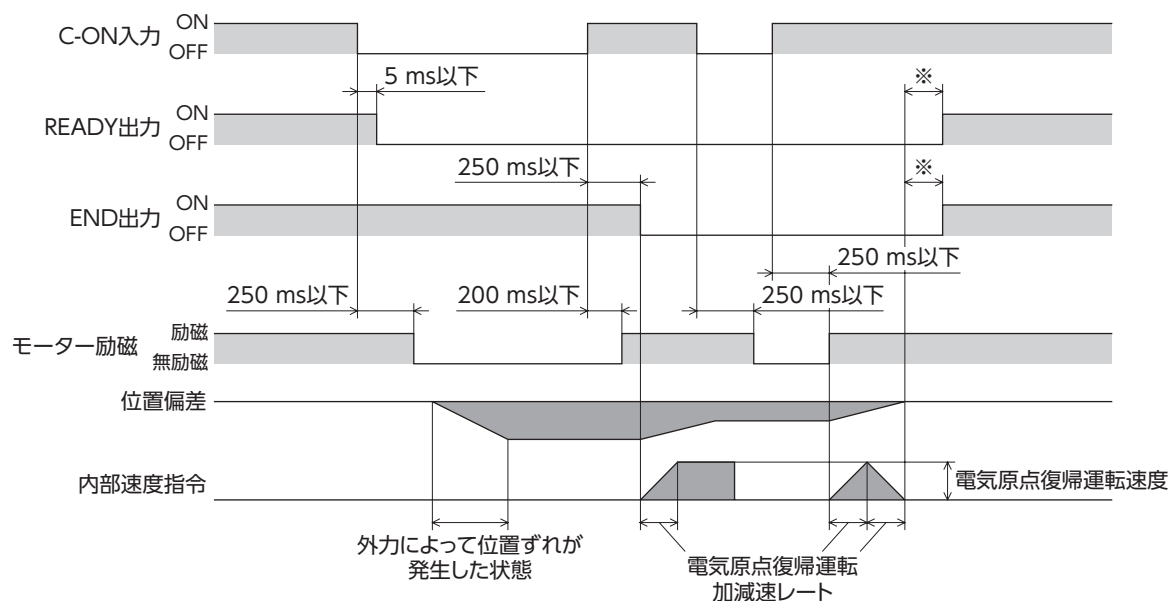 C-ON入力
ON
OFF
5 ms以下
※
READY出力
ON
OFF
250 ms以下
※
END出力
ON
OFF
250 ms以下
250 ms以下
200 ms以下
250 ms以下
モーター励磁
励磁
無励磁
位置偏差
内部速度指令
電気原点復帰運転速度
外力によって位置ずれが
発生した状態
電気原点復帰運転
加減速レート